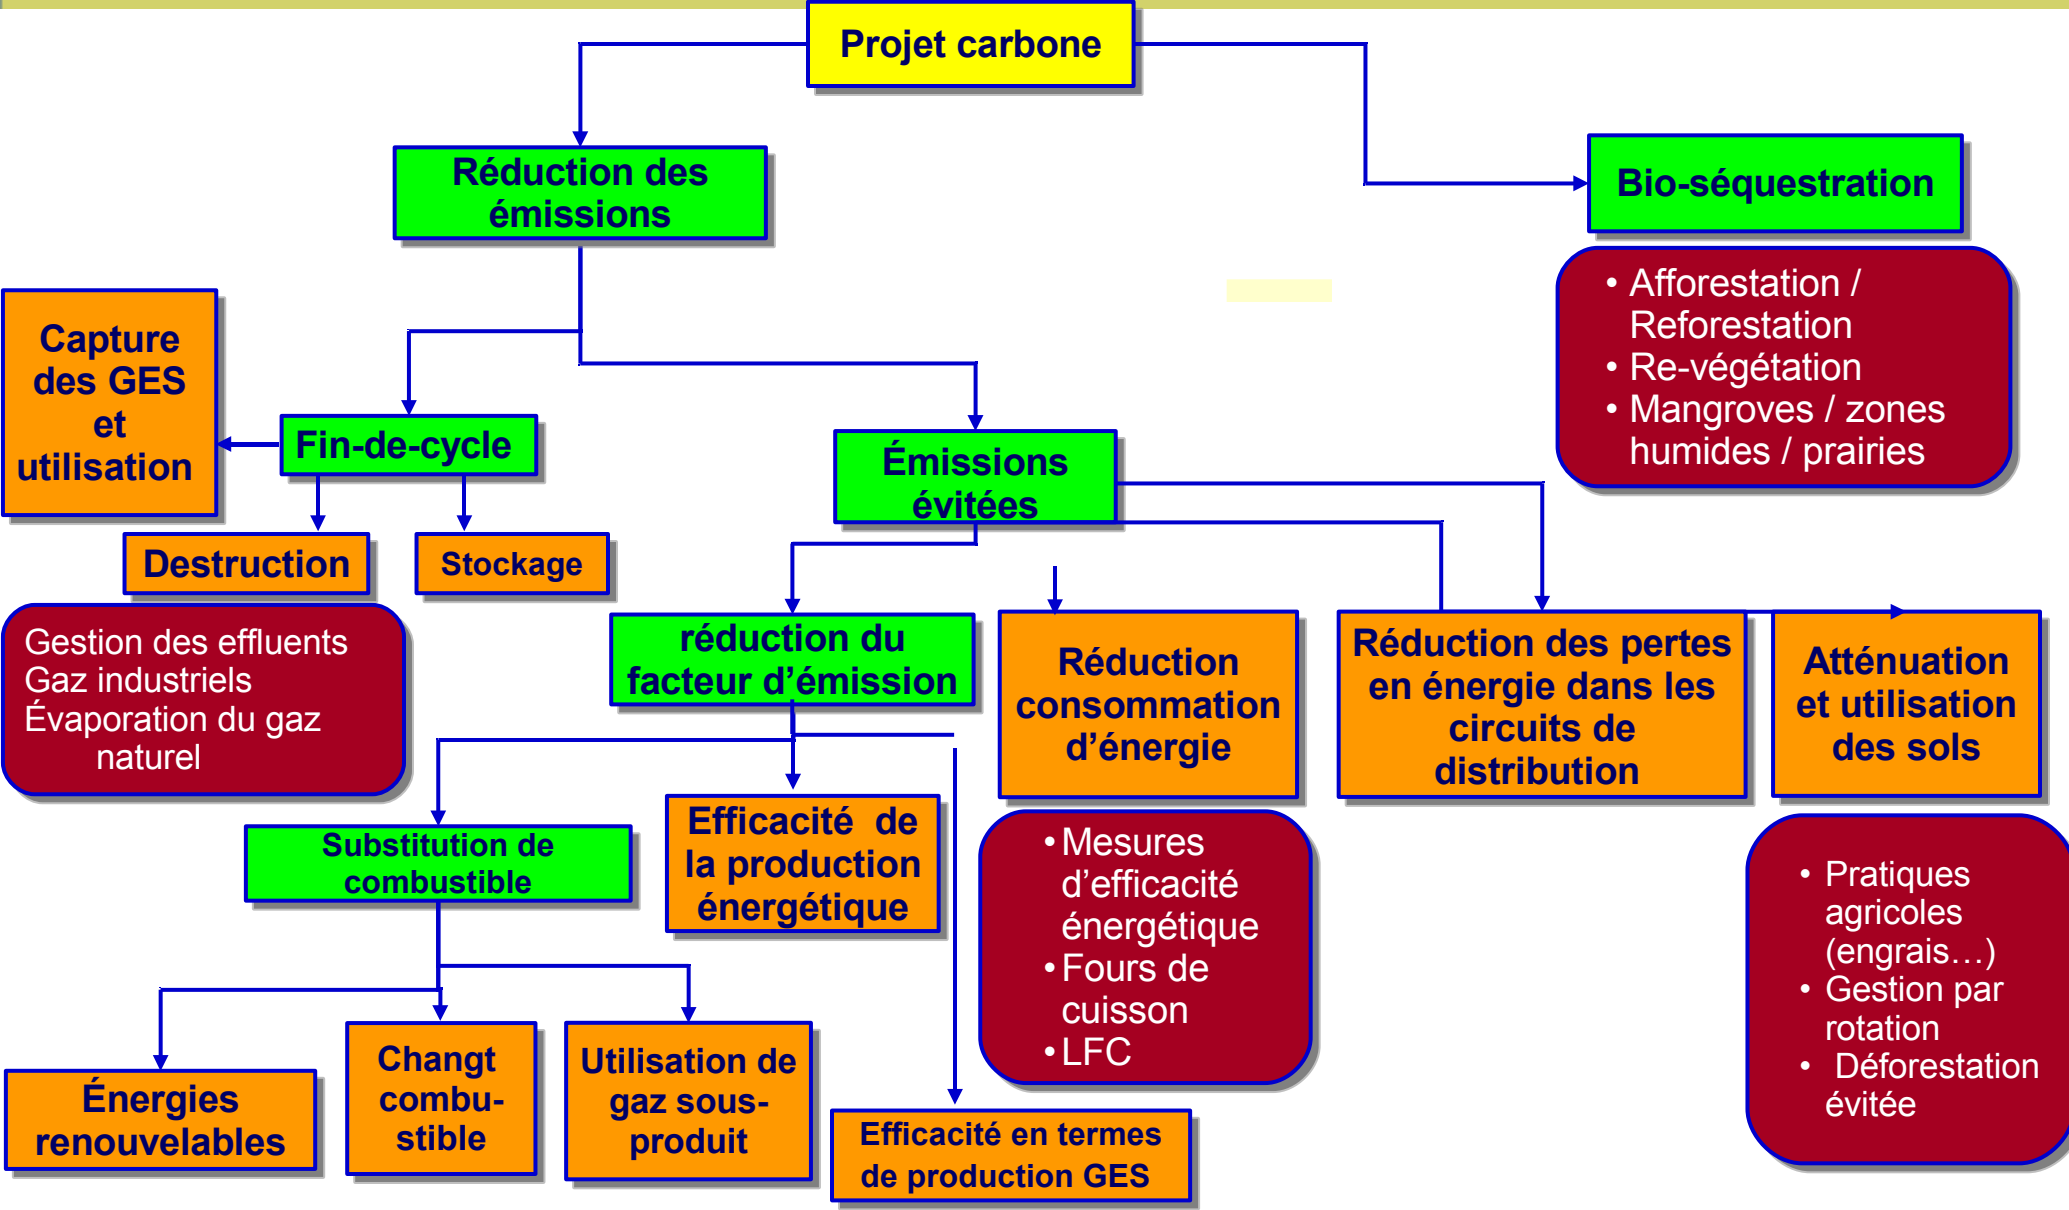 Projet carbone
Réduction des
émissions
Bio-séquestration
• Afforestation /
Reforestation
• Re-végétation
• Mangroves / zones
humides / prairies
Capture
des GES
et
utilisation
Fin-de-cycle
Émissions
évitées
Destruction
Stockage
Gestion des effluents
Gaz industriels
Évaporation du gaz
naturel
réduction du
facteur d’émission
Réduction
consommation
d’énergie
Réduction des pertes
en énergie dans les
circuits de
distribution
Atténuation
et utilisation
des sols
Substitution de
combustible
Efficacité de
la production
énergétique
• Mesures
d’efficacité
énergétique
• Fours de
cuisson
• LFC
• Pratiques
agricoles
(engrais…)
• Gestion par
rotation
• Déforestation
évitée
Énergies
renouvelables
Changt
combu-
stible
Utilisation de
gaz sous-
produit
Efficacité en termes
de production GES